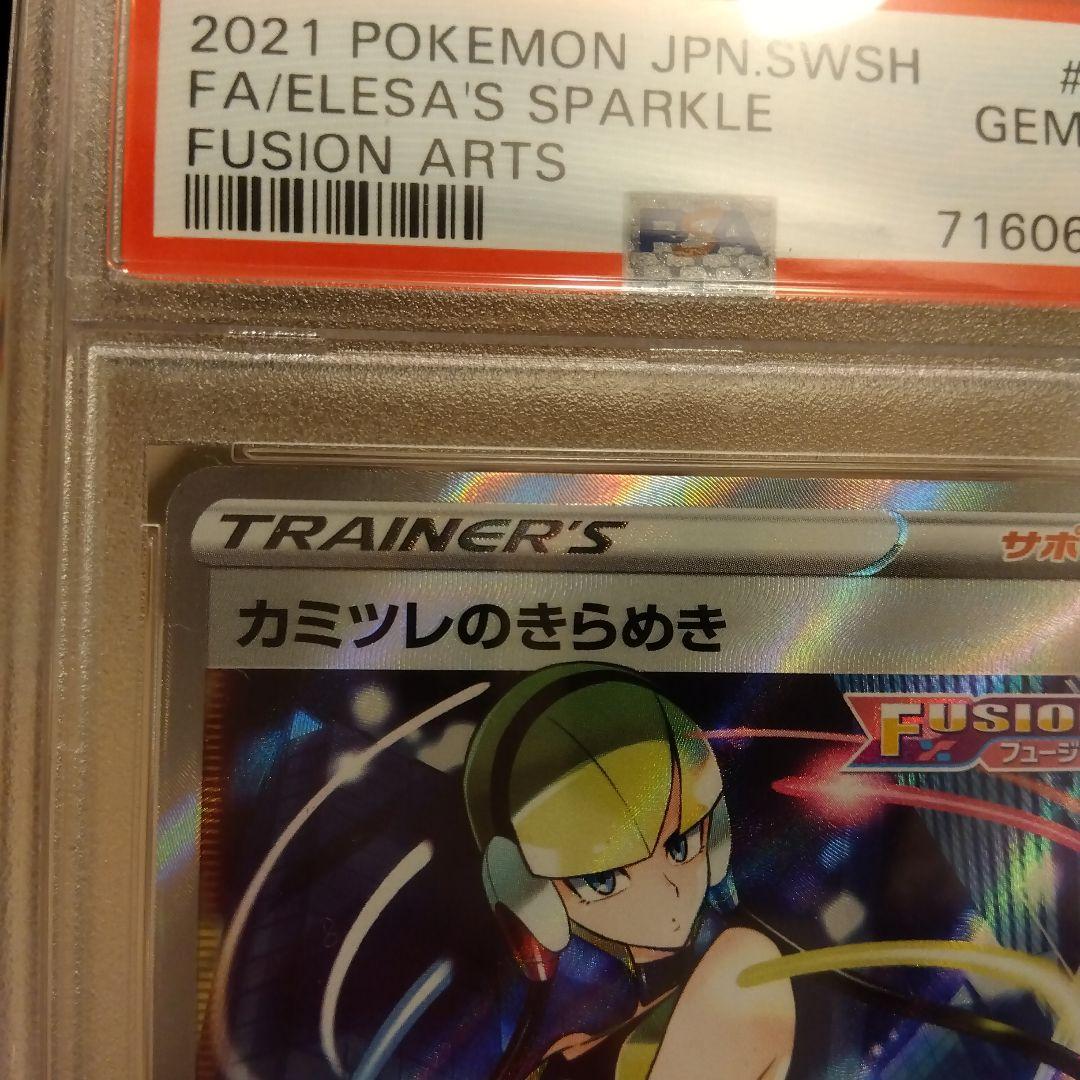 2021 POKEMON JPN.SWSH #
FA/ELESA'S SPARKLE GEM
FUSION ARTS
PSA
71606
TRAINER'S サポ
カミツレのきらめき
FUSIO
フュージ